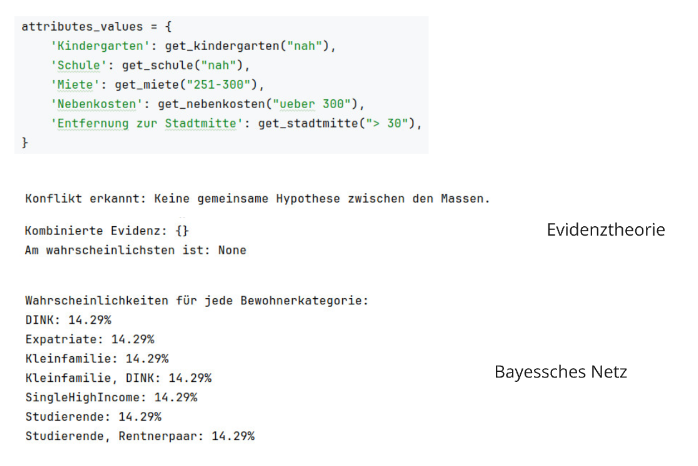 attributes_values = {
    'Kindergarten': get_kindergarten("nah"),
    'Schule': get_schule("nah"),
    'Miete': get_miete("251-300"),
    'Nebenkosten': get_nebenkosten("ueber 300"),
    'Entfernung zur Stadtmitte': get_stadtmitte("> 30"),
}
Konflikt erkannt: Keine gemeinsame Hypothese zwischen den Massen.
Kombinierte Evidenz: {}
Evidenztheorie
Am wahrscheinlichsten ist: None
Wahrscheinlichkeiten für jede Bewohnerkategorie:
DINK: 14.29%
Expatriate: 14.29%
Kleinfamilie: 14.29%
Kleinfamilie, DINK: 14.29%
Bayessches Netz
SingleHighIncome: 14.29%
Studierende: 14.29%
Studierende, Rentnerpaar: 14.29%